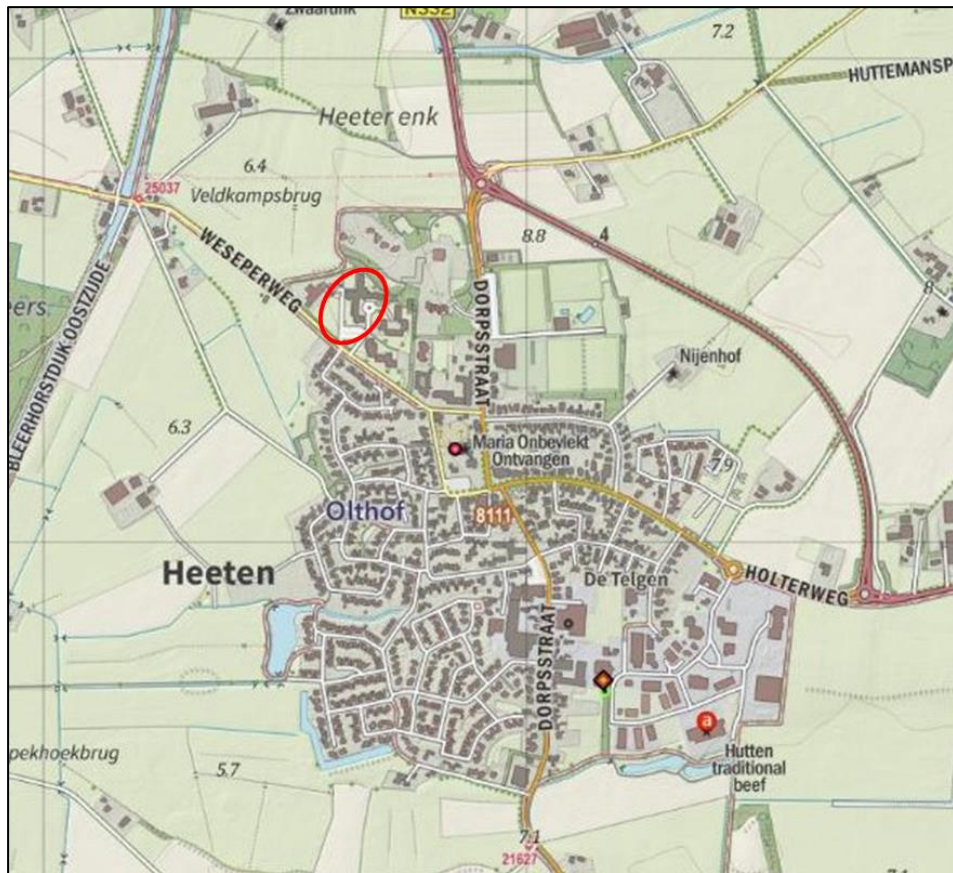 N332
7.2
HUTTEMANSP
Heeter enk
6.4
25037
Veldkampsbrug
8.8
4
WESEPERWEG
DORPSSTRAAT
8
eers.
BLEERHORSTDIJK-OOSTZIJDE
Nijenhof
6.3
Maria Onbevlekt
Ontvangen
7.9
Olthof
8111
Heeten
De Telgen
HOLTERWEG
DORPSSTRAAT
a
Hutten
traditional
beef
pekhoekbrug
5.7
7.1
21627